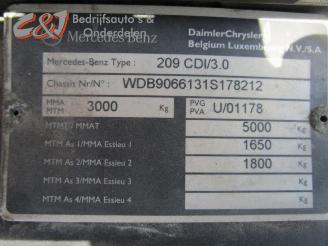 Bedrijfsauto's de
Onderdelen
Mercedes-Benz
DaimlerChrysler
Belgium Luxembourg N.V./S.A
Mercedes-Benz Type : 209 CDI/3.0
Chassis Nr/N° : WDB9066131S178212
MMA MTM 3000 Kg PVG PVA U/01178
MTMT / MMAT 5000 Kg
MTM As 1/MMA Essieu 1 1650 Kg
MTM As 2/MMA Essieu 2 1800 Kg
MTM As 3/MMA Essieu 3 Kg
MTM As 4/MMA Essieu 4 Kg